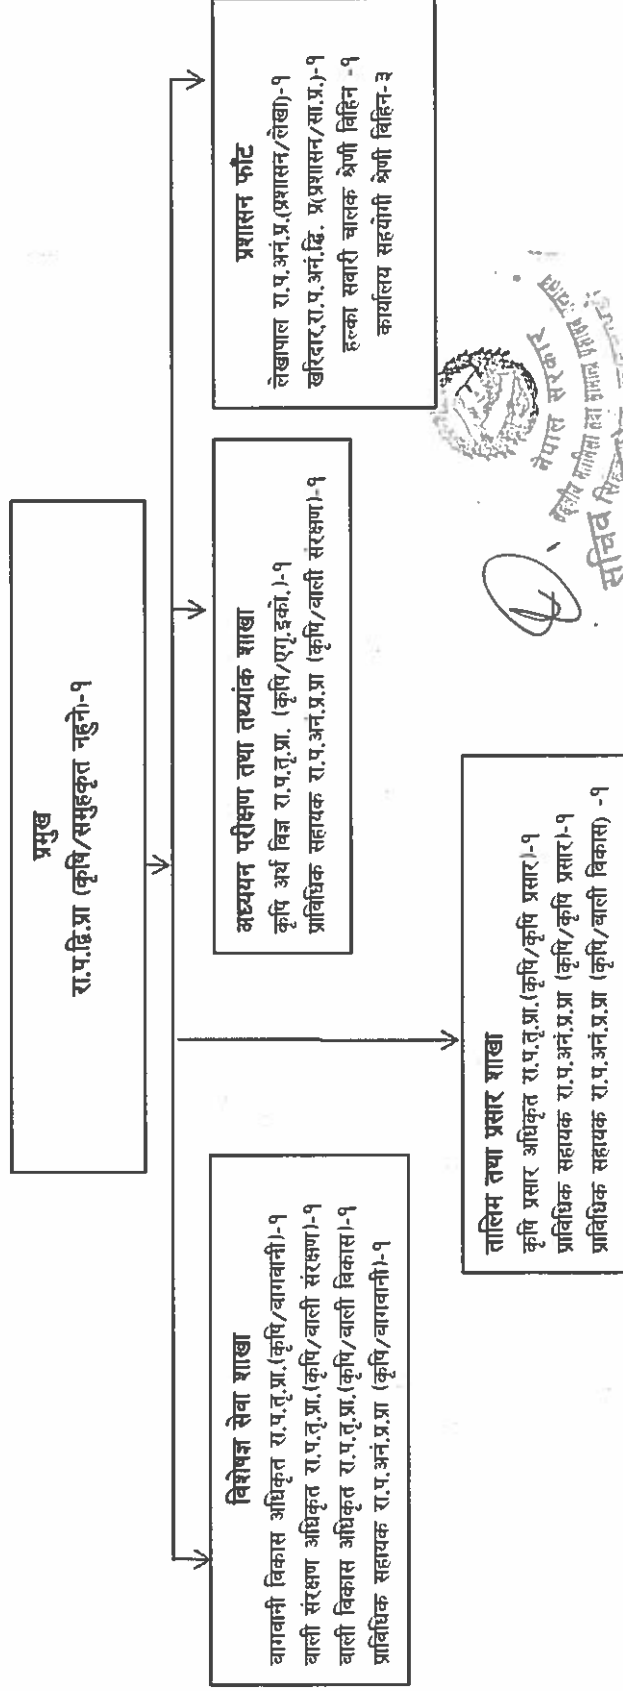 प्रमुख
रा.प.द्वि.प्रा (कृषि/समुहकृत नहुने)-१
विशेषज्ञ सेवा शाखा
वागवानी विकास अधिकृत रा.प.तृ.प्रा.(कृषि/वागवानी)-१
वाली संरक्षण अधिकृत रा.प.तृ.प्रा.(कृषि/वाली संरक्षण)-१
वाली विकास अधिकृत रा.प.तृ.प्रा.(कृषि/वाली विकास)-१
प्राविधिक सहायक रा.प.अनं.प्र.प्रा (कृषि/वागवानी)-१
तालिम तथा प्रसार शाखा
कृषि प्रसार अधिकृत रा.प.तृ.प्रा.(कृषि/कृषि प्रसार)-१
प्राविधिक सहायक रा.प.अनं.प्र.प्रा (कृषि/कृषि प्रसार)-१
प्राविधिक सहायक रा.प.अनं.प्र.प्रा (कृषि/वाली विकास) -१
अध्ययन परीक्षण तथा तथ्यांक शाखा
कृषि अर्थ विज्ञ रा.प.तृ.प्रा. (कृषि/एगृ.इको.)-१
प्राविधिक सहायक रा.प.अनं.प्र.प्रा (कृषि/वाली संरक्षण)-१
प्रशासन फाँट
लेखापाल रा.प.अनं.प्र.(प्रशासन/लेखा)-१
खरिदार,रा.प.अनं.द्वि. प्र(प्रशासन/सा.प्र.)-१
हल्का सवारी चालक श्रेणी विहिन -१
कार्यालय सहयोगी श्रेणी विहिन-३
नेपाल सरकार
सचिव